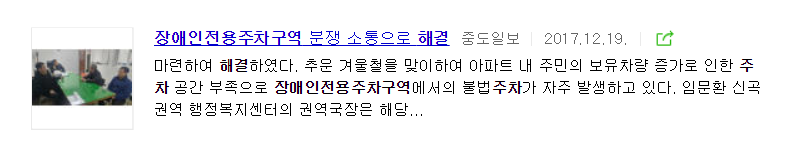 장애인전용주차구역 분쟁 소통으로 해결 중도일보 2017.12.19.
마련하여 해결하였다. 추운 겨울철을 맞이하여 아파트 내 주민의 보유차량 증가로 인한 주
차 공간 부족으로 장애인전용주차구역에서의 불법주차가 자주 발생하고 있다. 임문환 신곡
권역 행정복지센터의 권역국장은 해당...